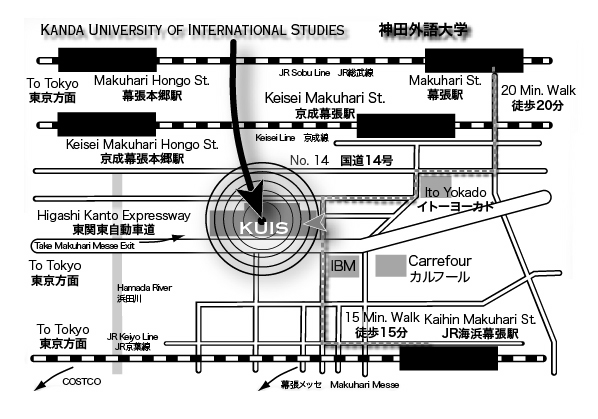 KANDA UNIVERSITY OF INTERNATIONAL STUDIES 神田外語大学
JR Sobu Line JR総武線
To Tokyo
東京方面
Makuhari Hongo St.
幕張本郷駅
Makuhari St.
幕張駅
20 Min. Walk
徒歩20分
Keisei Makuhari St.
京成幕張駅
Keisei Line 京成線
Keisei Makuhari Hongo St.
京成幕張本郷駅
No. 14 国道14号
Ito Yokado
イトーヨーカド
Higashi Kanto Expressway
東関東自動車道
KUIS
Take Makuhari Messe Exit
To Tokyo
東京方面
IBM
Carrefour
カルフール
Hamada River
浜田川
15 Min. Walk
徒歩15分
Kaihin Makuhari St.
JR海浜幕張駅
To Tokyo
東京方面
JR Keiyo Line
JR京葉線
COSTCO
幕張メッセ Makuhari Messe